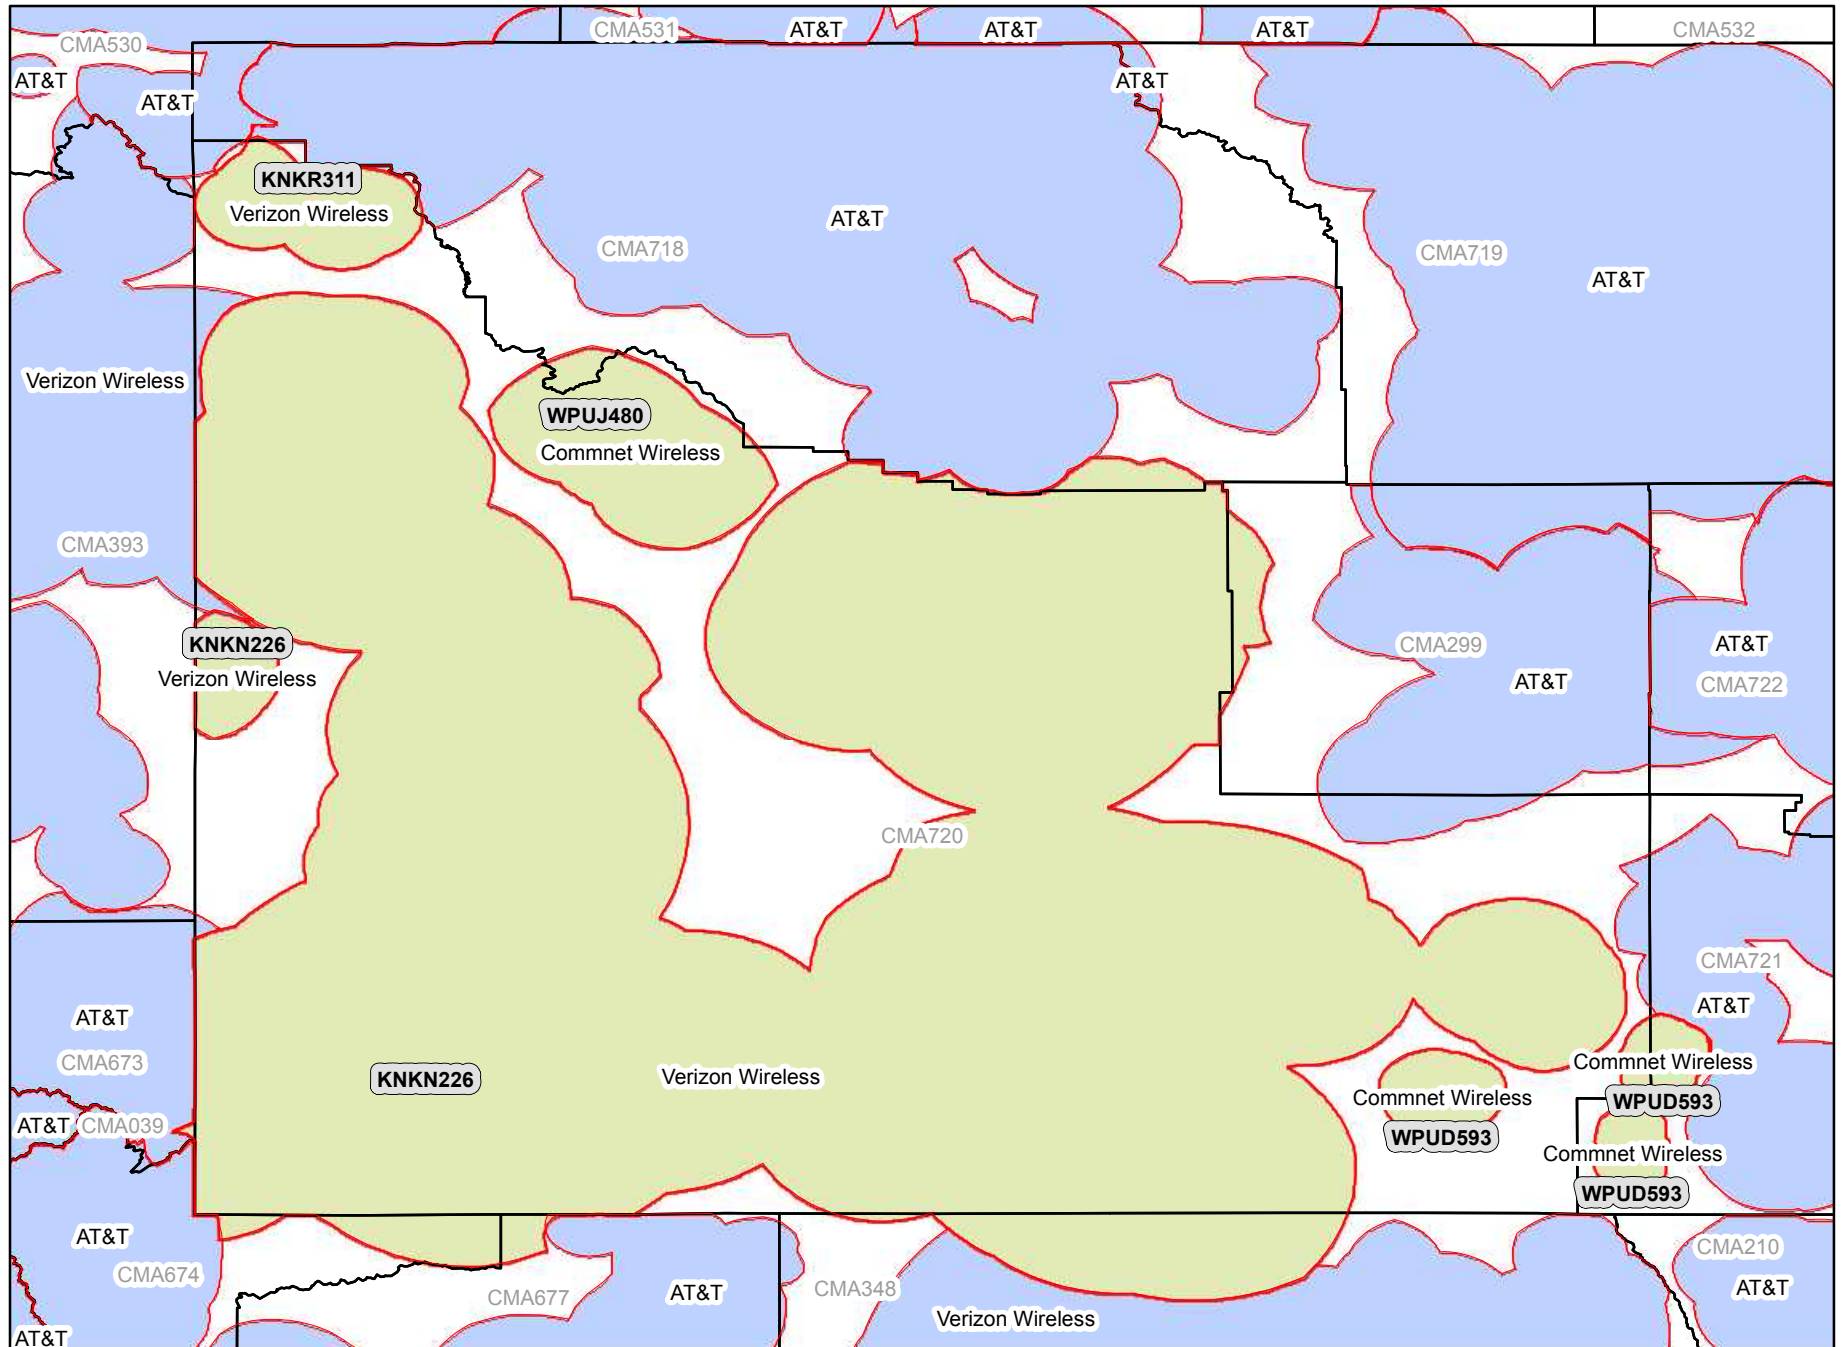 CMA530
CMA531
AT&T
AT&T
AT&T
CMA532
AT&T
AT&T
AT&T
KNKR311
Verizon Wireless
AT&T
CMA718
CMA719
AT&T
Verizon Wireless
WPUJ480
Commnet Wireless
CMA393
KNKN226
Verizon Wireless
CMA299
AT&T
AT&T
CMA722
CMA720
CMA721
AT&T
AT&T
CMA673
KNKN226
Verizon Wireless
Commnet Wireless
WPUD593
Commnet Wireless
WPUD593
AT&T
CMA039
Commnet Wireless
WPUD593
AT&T
CMA674
CMA677
AT&T
CMA348
Verizon Wireless
CMA210
AT&T
AT&T